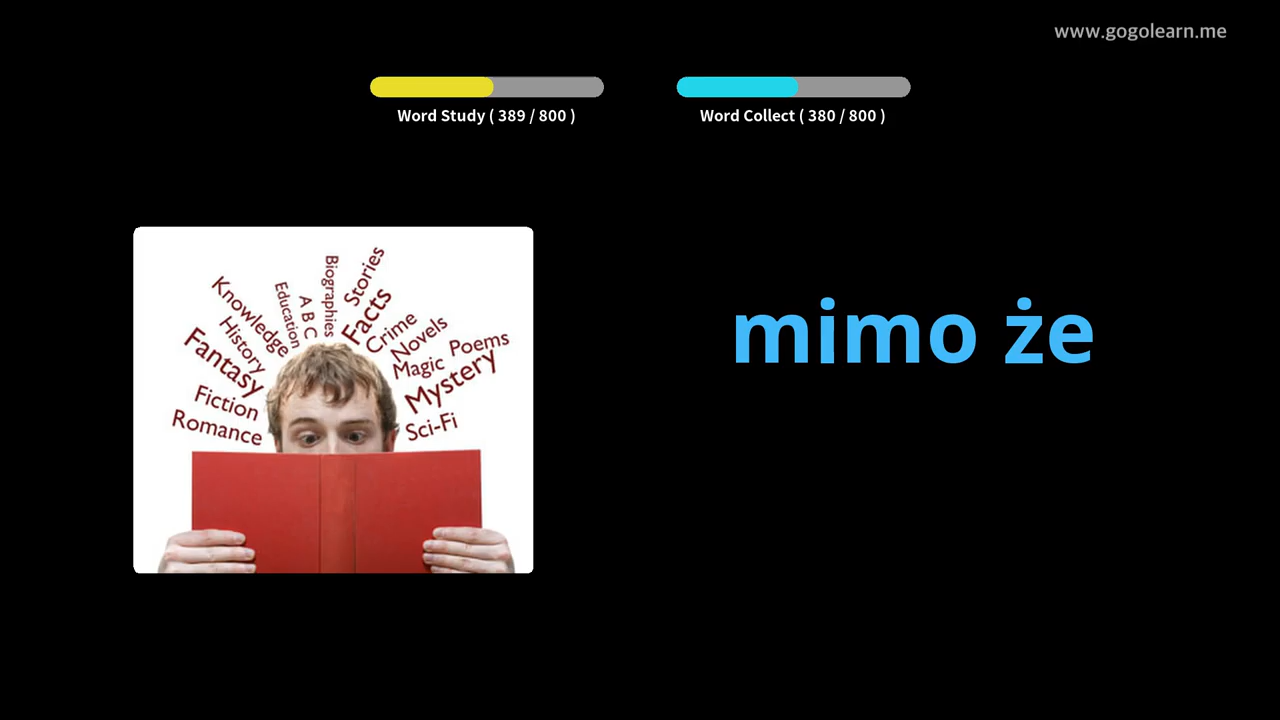 www.gogolearn.me
Word Study ( 389 / 800 )
Word Collect ( 380 / 800 )
mimo że
Knowledge
History
Fantasy
Fiction
Romance
Education
A B C
Biographies
Stories
Facts
Crime
Novels
Magic
Poems
Mystery
Sci-Fi